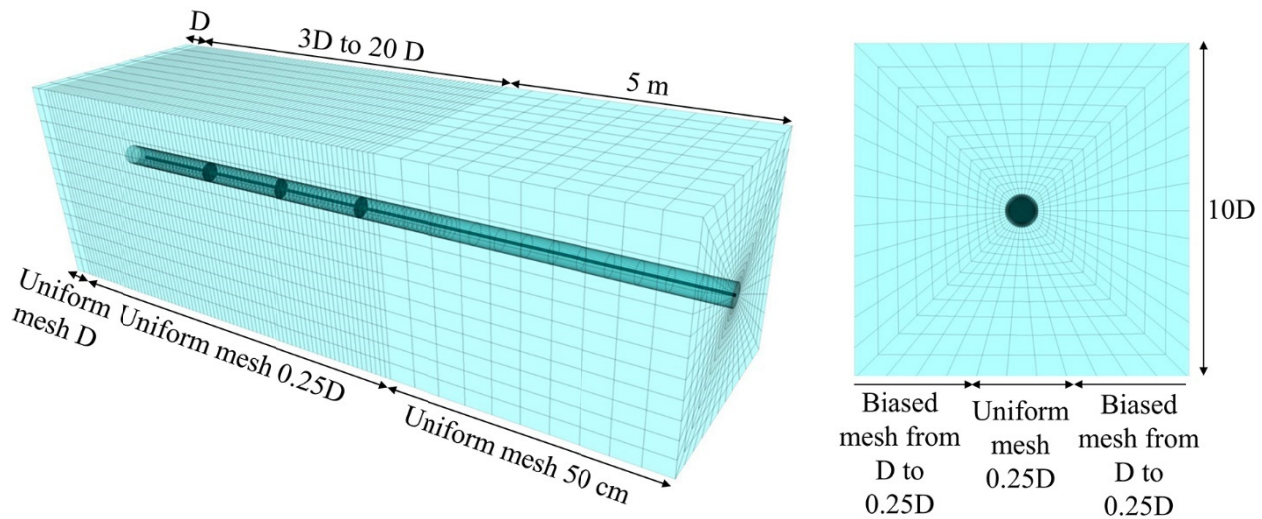 D
3D to 20 D
5 m
Uniform
mesh D
Uniform mesh 0.25D
Uniform mesh 50 cm
10D
Biased
mesh from
D to
0.25D
Uniform
mesh
0.25D
Biased
mesh from
D to
0.25D